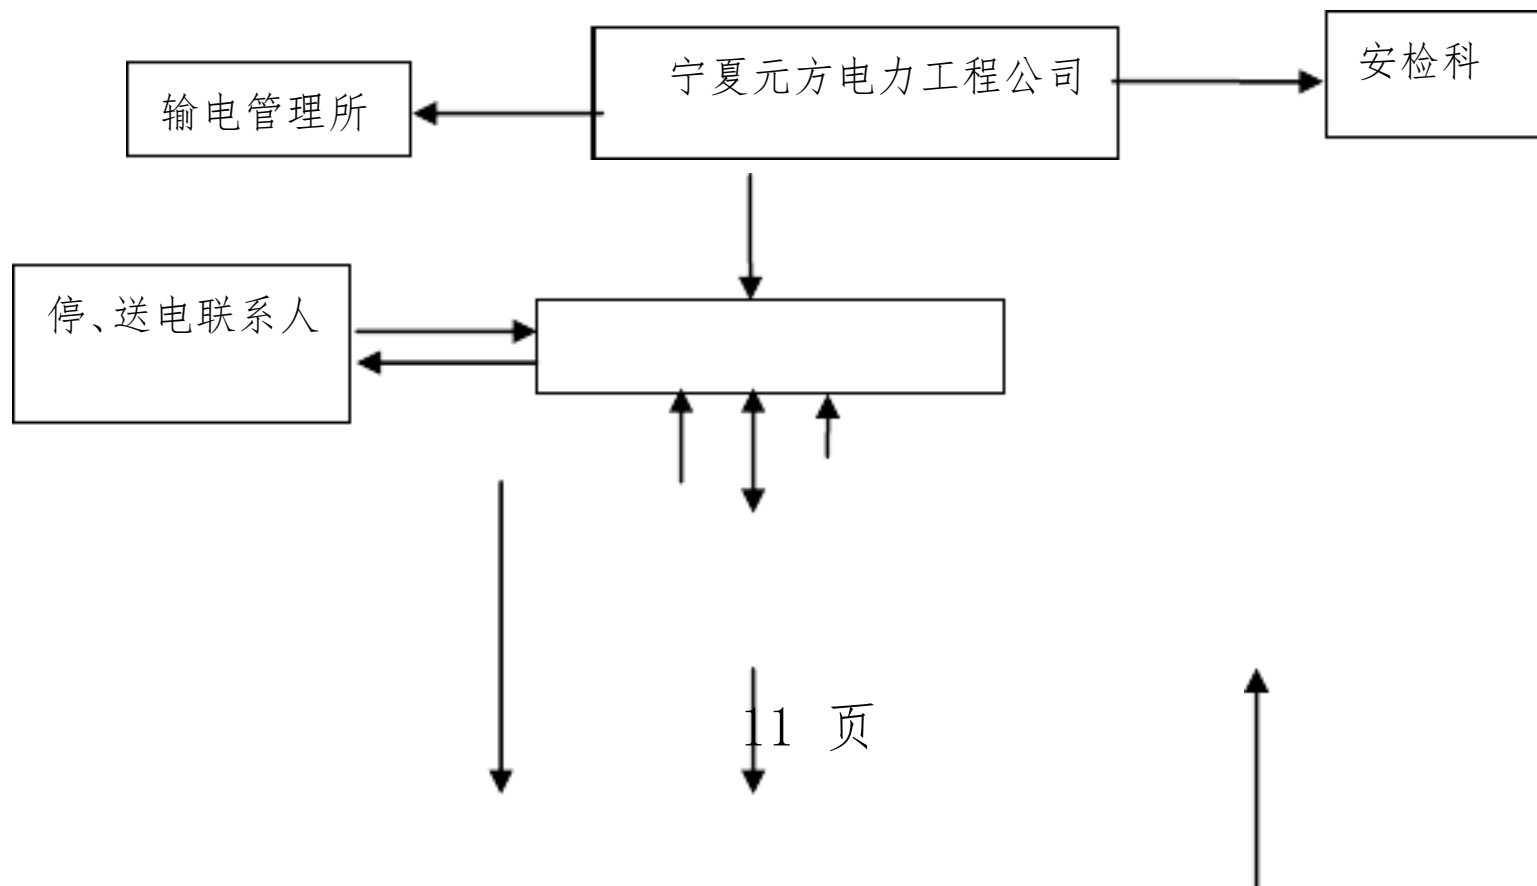 宁夏元方电力工程公司
安检科
输电管理所
停、送电联系人
11 页